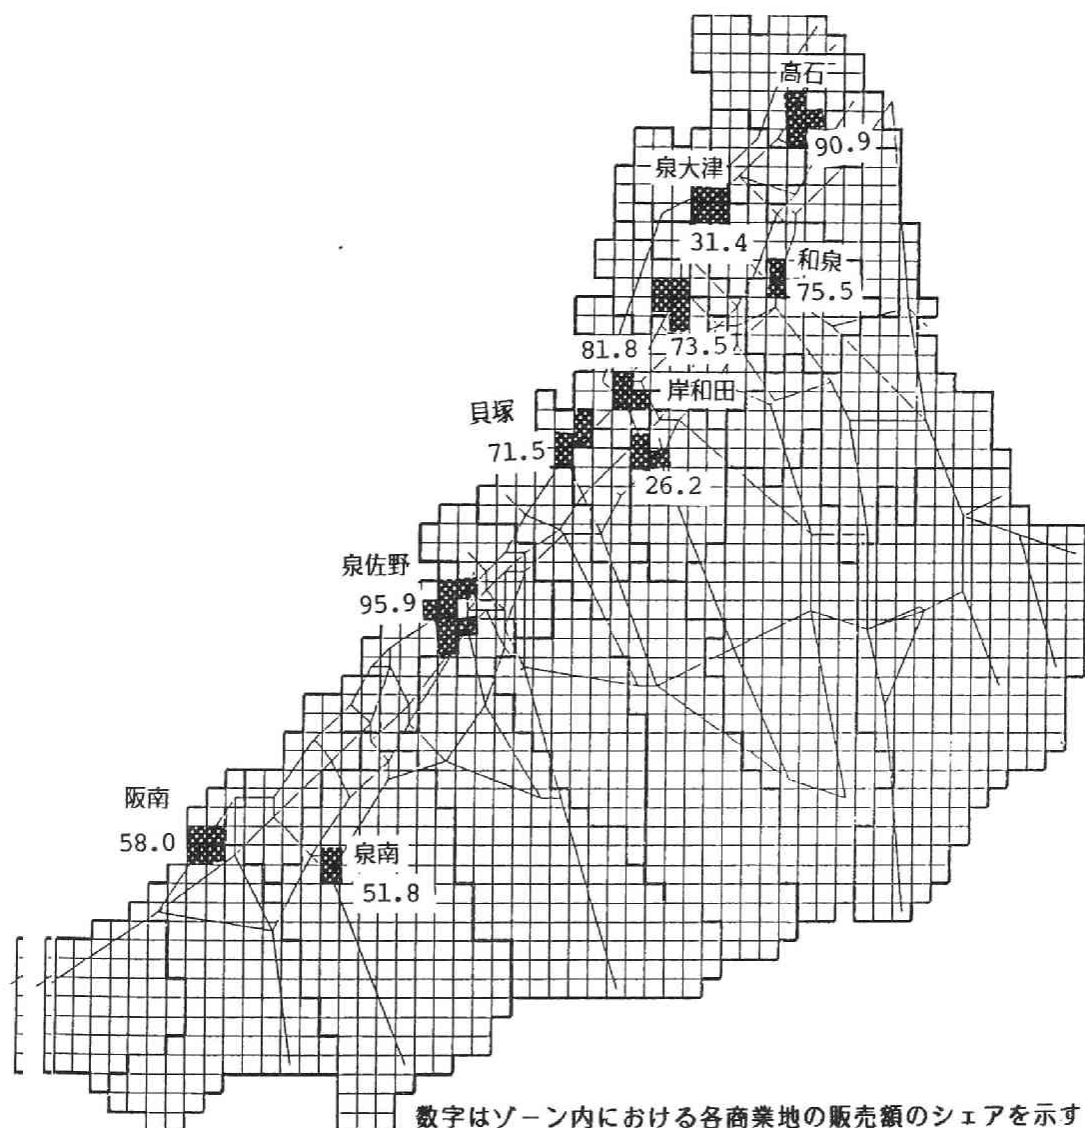 高石
90.9
泉大津
31.4
和泉
75.5
81.8
73.5
岸和田
貝塚
71.5
26.2
泉佐野
95.9
阪南
58.0
泉南
51.8
数字はゾーン内における各商業地の販売額のシェアを示す